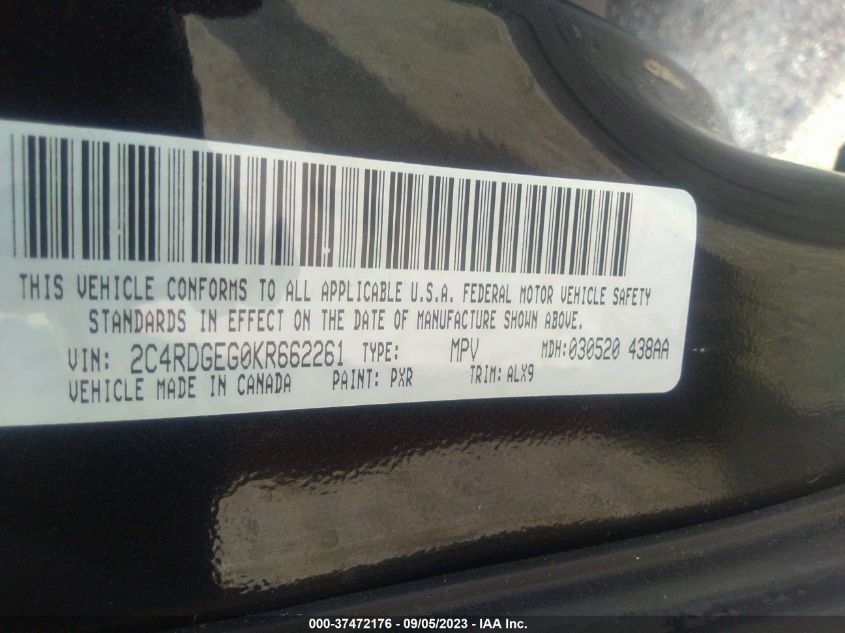 THIS VEHICLE CONFORMS TO ALL APPLICABLE U.S.A. FEDERAL MOTOR VEHICLE SAFETY
STANDARDS IN EFFECT ON THE DATE OF MANUFACTURE SHOWN ABOVE.
VIN: 2C4RDGEG0KR662261 TYPE: MPV MDH:030520 438AA
VEHICLE MADE IN CANADA PAINT: PXR TRIM: ALX9
000-37472176 - 09/05/2023 - IAA Inc.